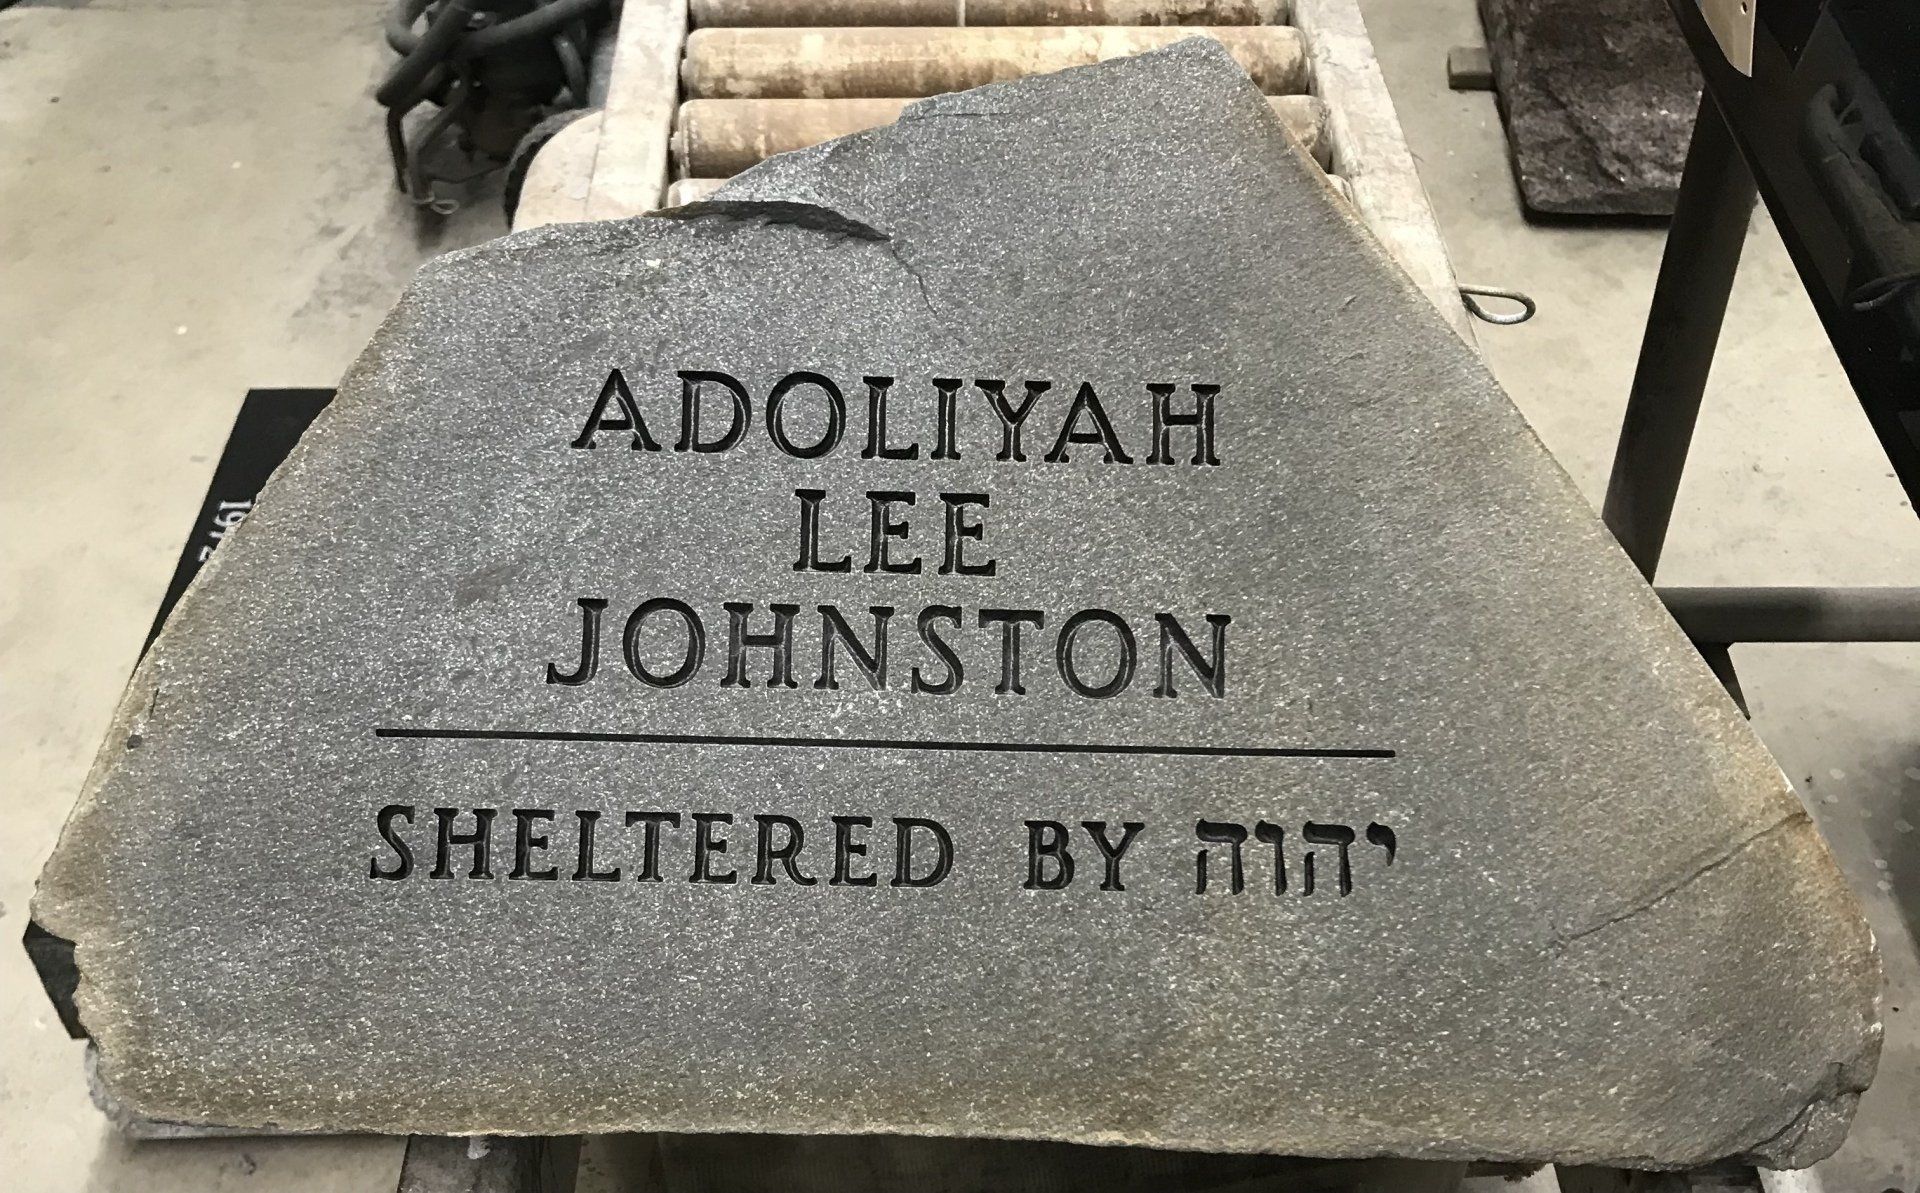 ADOLIYAH
LEE
JOHNSTON
SHELTERED BY יהוה